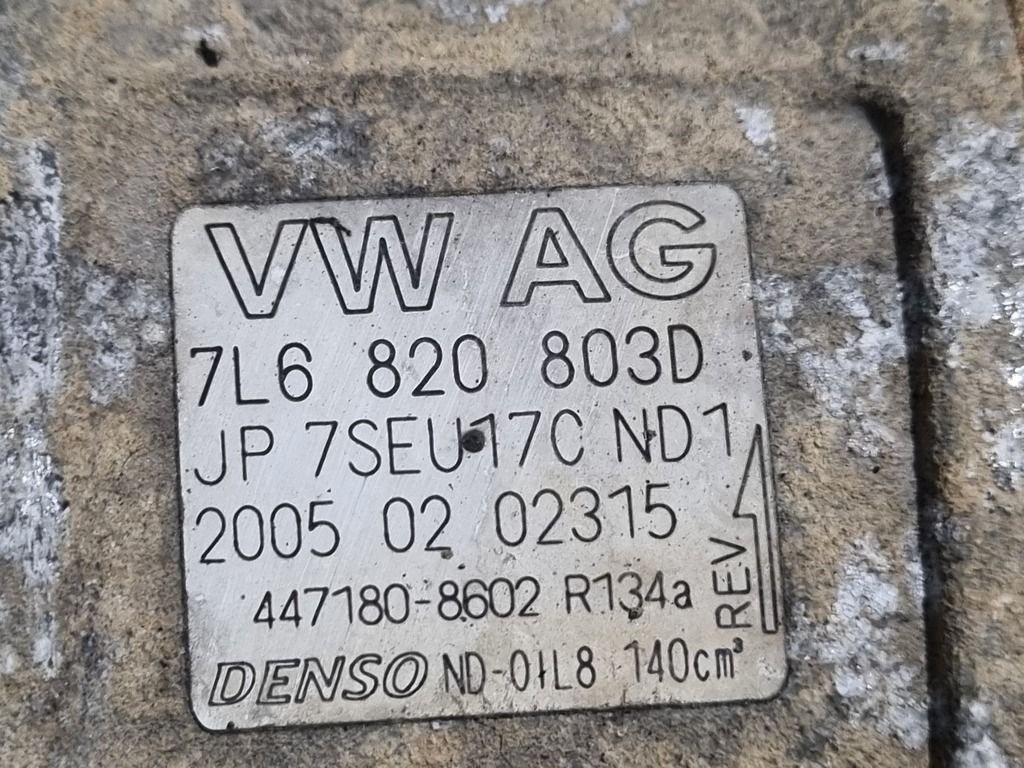 VW AG
7L6 820 803D
JP 7SEU17C ND1
2005 02 02315
447180-8602 R134a
REV
DENSO ND-OIL8 140cm³